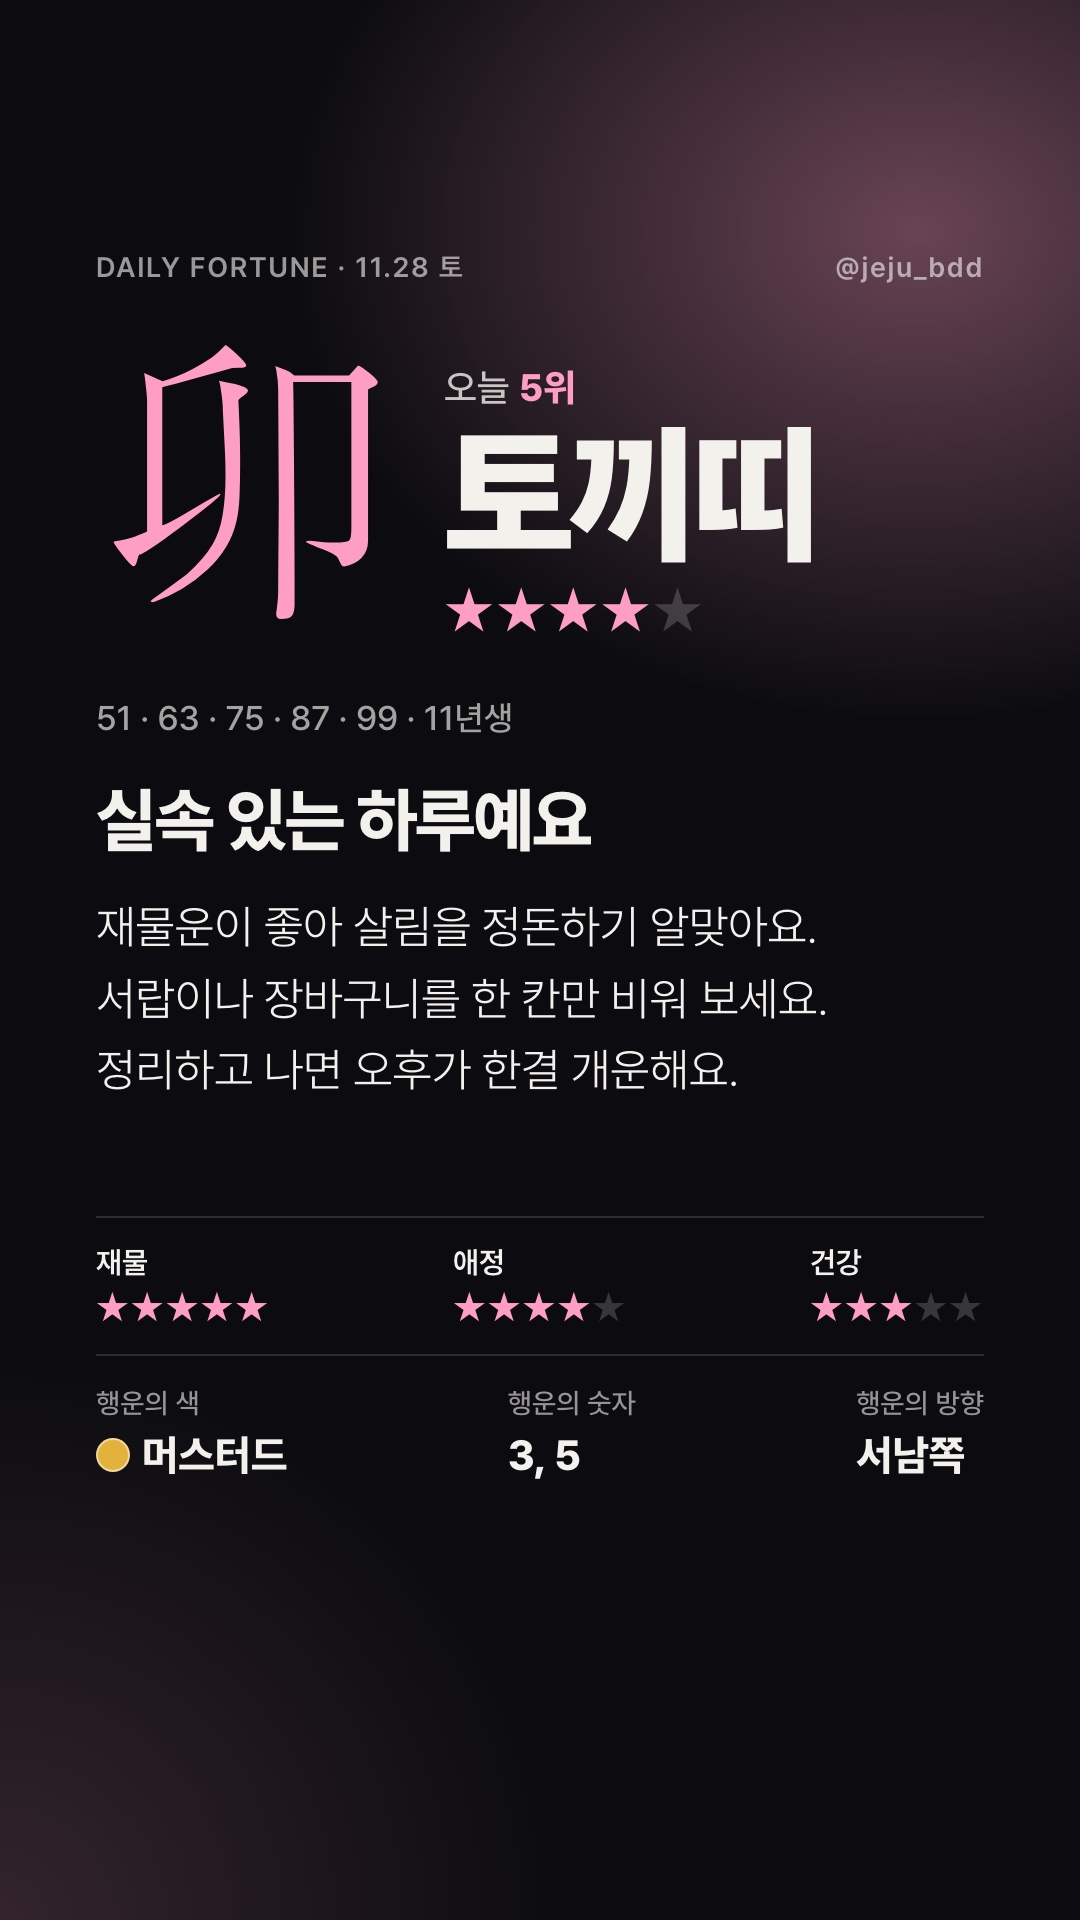 DAILY FORTUNE · 11.28 토
@jeju_bdd
卯
오늘 5위
토끼띠
★★★★★
51 · 63 · 75 · 87 · 99 · 11년생
실속 있는 하루예요
재물운이 좋아 살림을 정돈하기 알맞아요.
서랍이나 장바구니를 한 칸만 비워 보세요.
정리하고 나면 오후가 한결 개운해요.
재물 애정 건강
★★★★★ ★★★★★ ★★★★★
행운의 색 행운의 숫자 행운의 방향
머스터드 3, 5 서남쪽